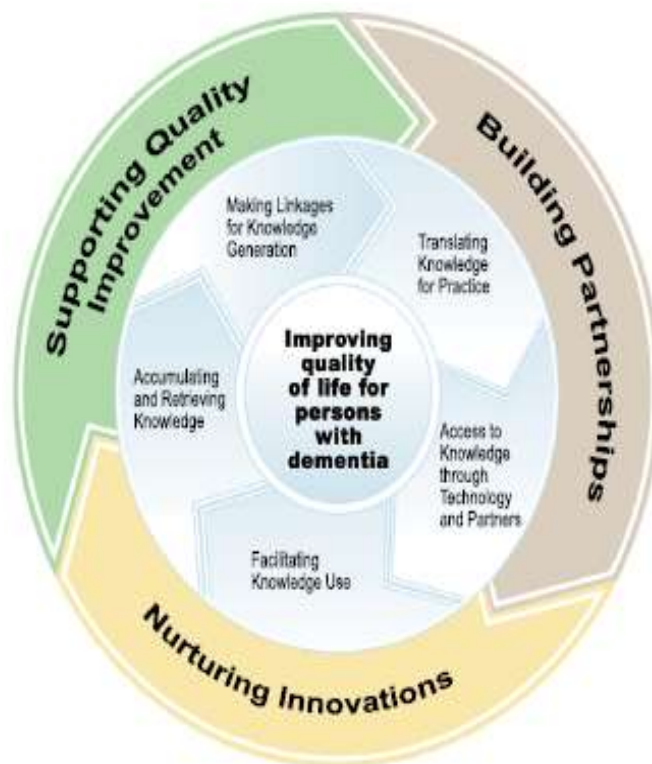 Supporting Quality
Improvement
Building Partnerships
Nurturing Innovations
Making Linkages
for Knowledge
Generation
Translating
Knowledge
for Practice
Access to
Knowledge
through
Technology
and Partners
Facilitating
Knowledge Use
Accumulating
and Retrieving
Knowledge
Improving
quality
of life for
persons
with
dementia